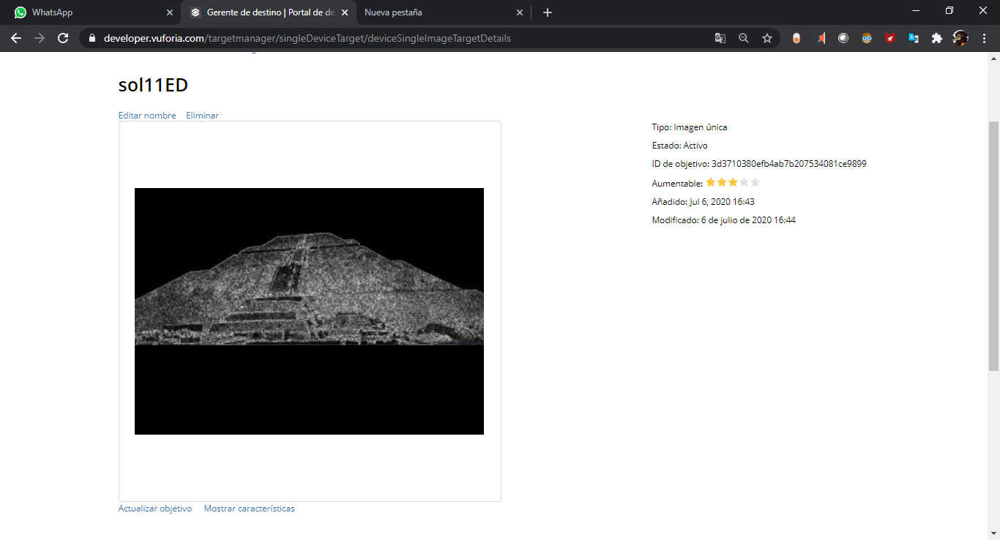 WhatsApp
Gerente de destino | Portal de de
Nueva pestaña
developer.vuforia.com/targetmanager/singleDeviceTarget/deviceSingleImageTargetDetails
sol11ED
Editar nombre Eliminar
Tipo: Imagen única
Estado: Activo
ID de objetivo: 3d3710380efb4ab7b207534081ce9899
Aumentable:
Añadido: Jul 6, 2020 16:43
Modificado: 6 de julio de 2020 16:44
Actualizar objetivo Mostrar características